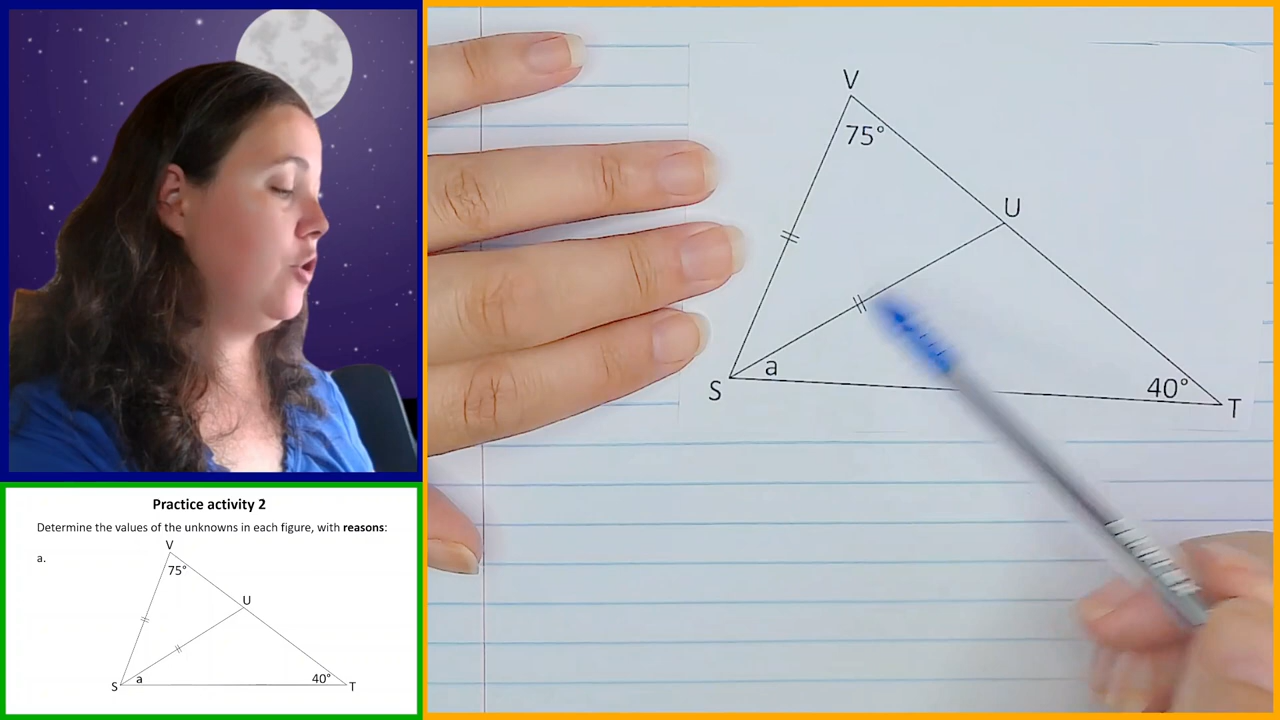 V
75°
U
a
S
40°
T
Practice activity 2
Determine the values of the unknowns in each figure, with reasons:
a.
V
75°
U
S
a
40°
T